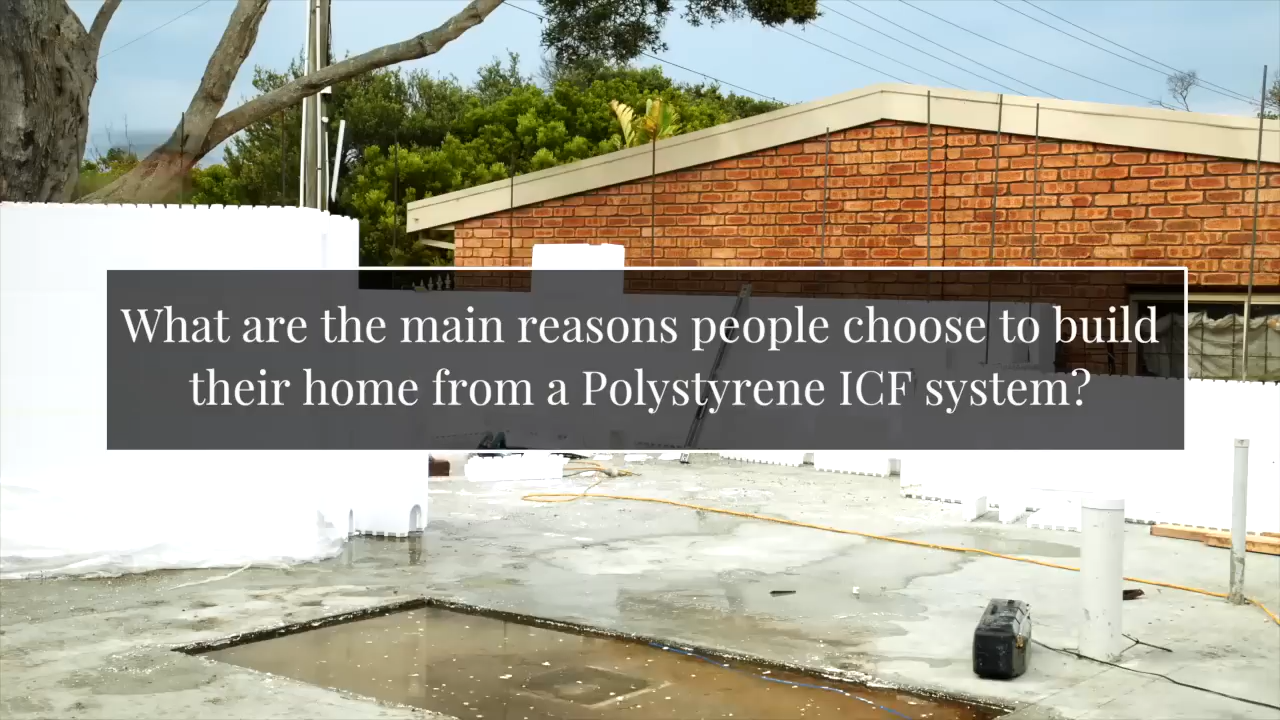 What are the main reasons people choose to build
their home from a Polystyrene ICF system?